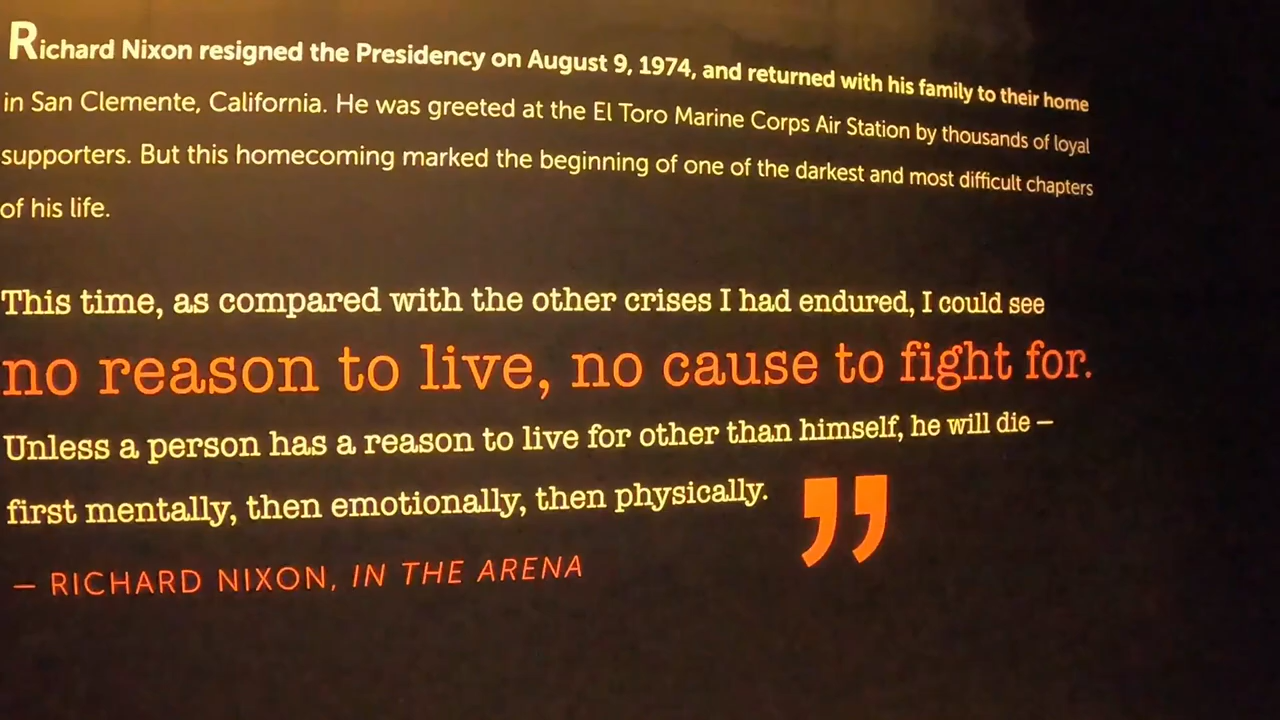 Richard Nixon resigned the Presidency on August 9, 1974, and returned with his family to their home
in San Clemente, California. He was greeted at the El Toro Marine Corps Air Station by thousands of loyal
supporters. But this homecoming marked the beginning of one of the darkest and most difficult chapters
of his life.
This time, as compared with the other crises I had endured, I could see
no reason to live, no cause to fight for.
Unless a person has a reason to live for other than himself, he will die –
first mentally, then emotionally, then physically. ”
– RICHARD NIXON, IN THE ARENA